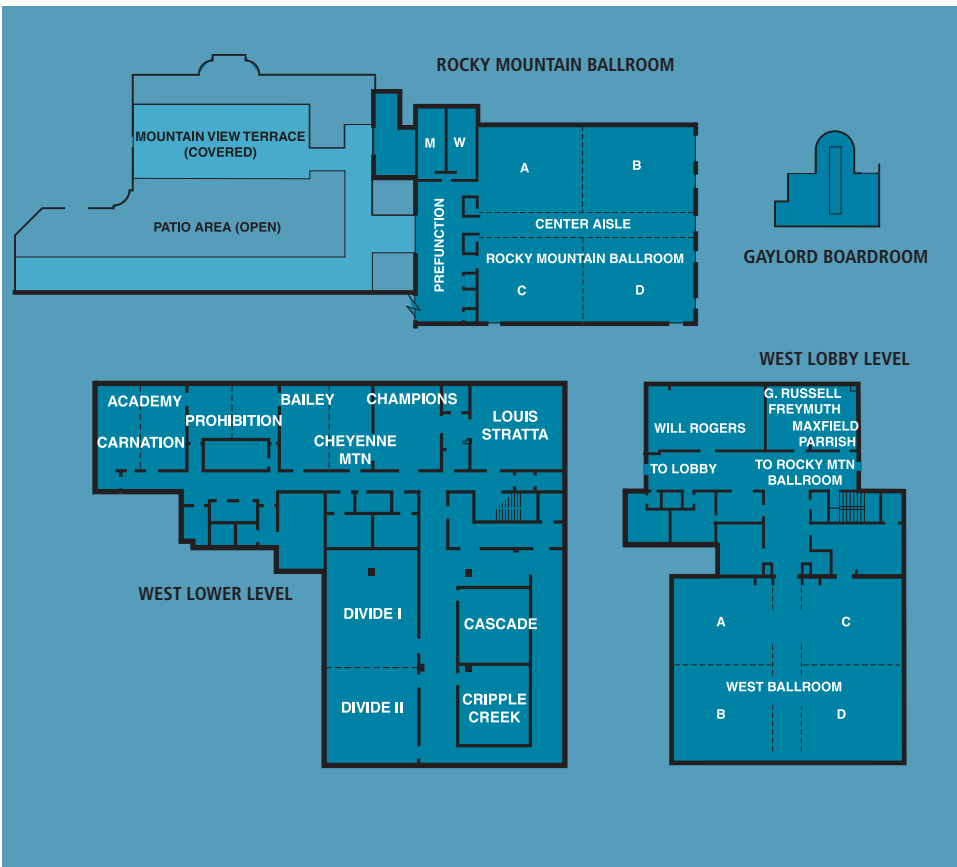 ROCKY MOUNTAIN BALLROOM
MOUNTAIN VIEW TERRACE
(COVERED)
M
W
A
B
PATIO AREA (OPEN)
PREFUNCTION
CENTER AISLE
ROCKY MOUNTAIN BALLROOM
C
D
GAYLORD BOARDROOM
WEST LOBBY LEVEL
ACADEMY
CARNATION
PROHIBITION
BAILEY
CHEYENNE
MTN
CHAMPIONS
LOUIS
STRATTA
WEST LOWER LEVEL
DIVIDE I
CASCADE
DIVIDE II
CRIPPLE
CREEK
WILL ROGERS
G. RUSSELL
FREYMUTH
MAXFIELD
PARRISH
TO LOBBY
TO ROCKY MTN
BALLROOM
A
C
WEST BALLROOM
B
D